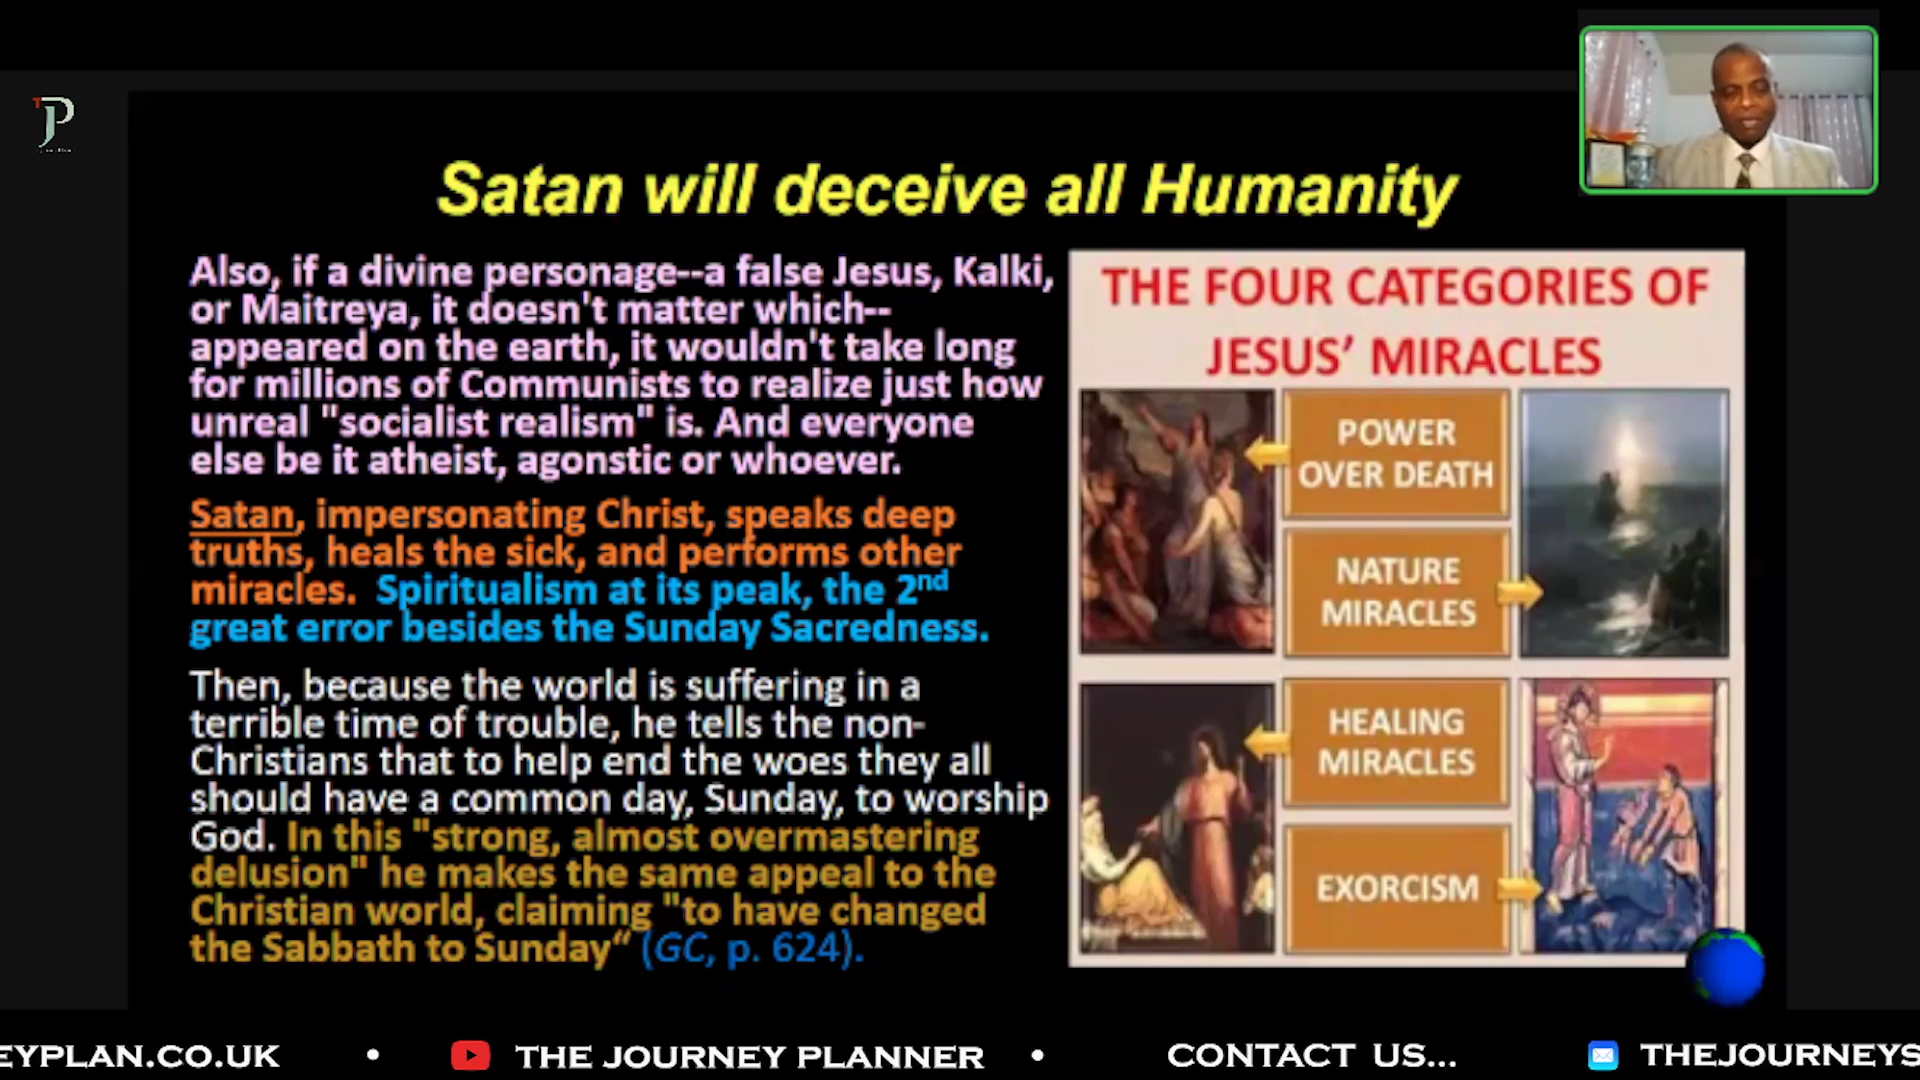 Satan will deceive all Humanity
Also, if a divine personage--a false Jesus, Kalki,
or Maitreya, it doesn't matter which--
appeared on the earth, it wouldn't take long
for millions of Communists to realize just how
unreal "socialist realism" is. And everyone
else be it atheist, agonstic or whoever.
Satan, impersonating Christ, speaks deep
truths, heals the sick, and performs other
miracles. Spiritualism at its peak, the 2nd
great error besides the Sunday Sacredness.
Then, because the world is suffering in a
terrible time of trouble, he tells the non-
Christians that to help end the woes they all
should have a common day, Sunday, to worship
God. In this "strong, almost overmastering
delusion" he makes the same appeal to the
Christian world, claiming "to have changed
the Sabbath to Sunday“ (GC, p. 624).
THE FOUR CATEGORIES OF
JESUS’ MIRACLES
POWER
OVER DEATH
NATURE
MIRACLES
HEALING
MIRACLES
EXORCISM
EYPLAN.CO.UK • THE JOURNEY PLANNER • CONTACT US... THEJOURNEYS